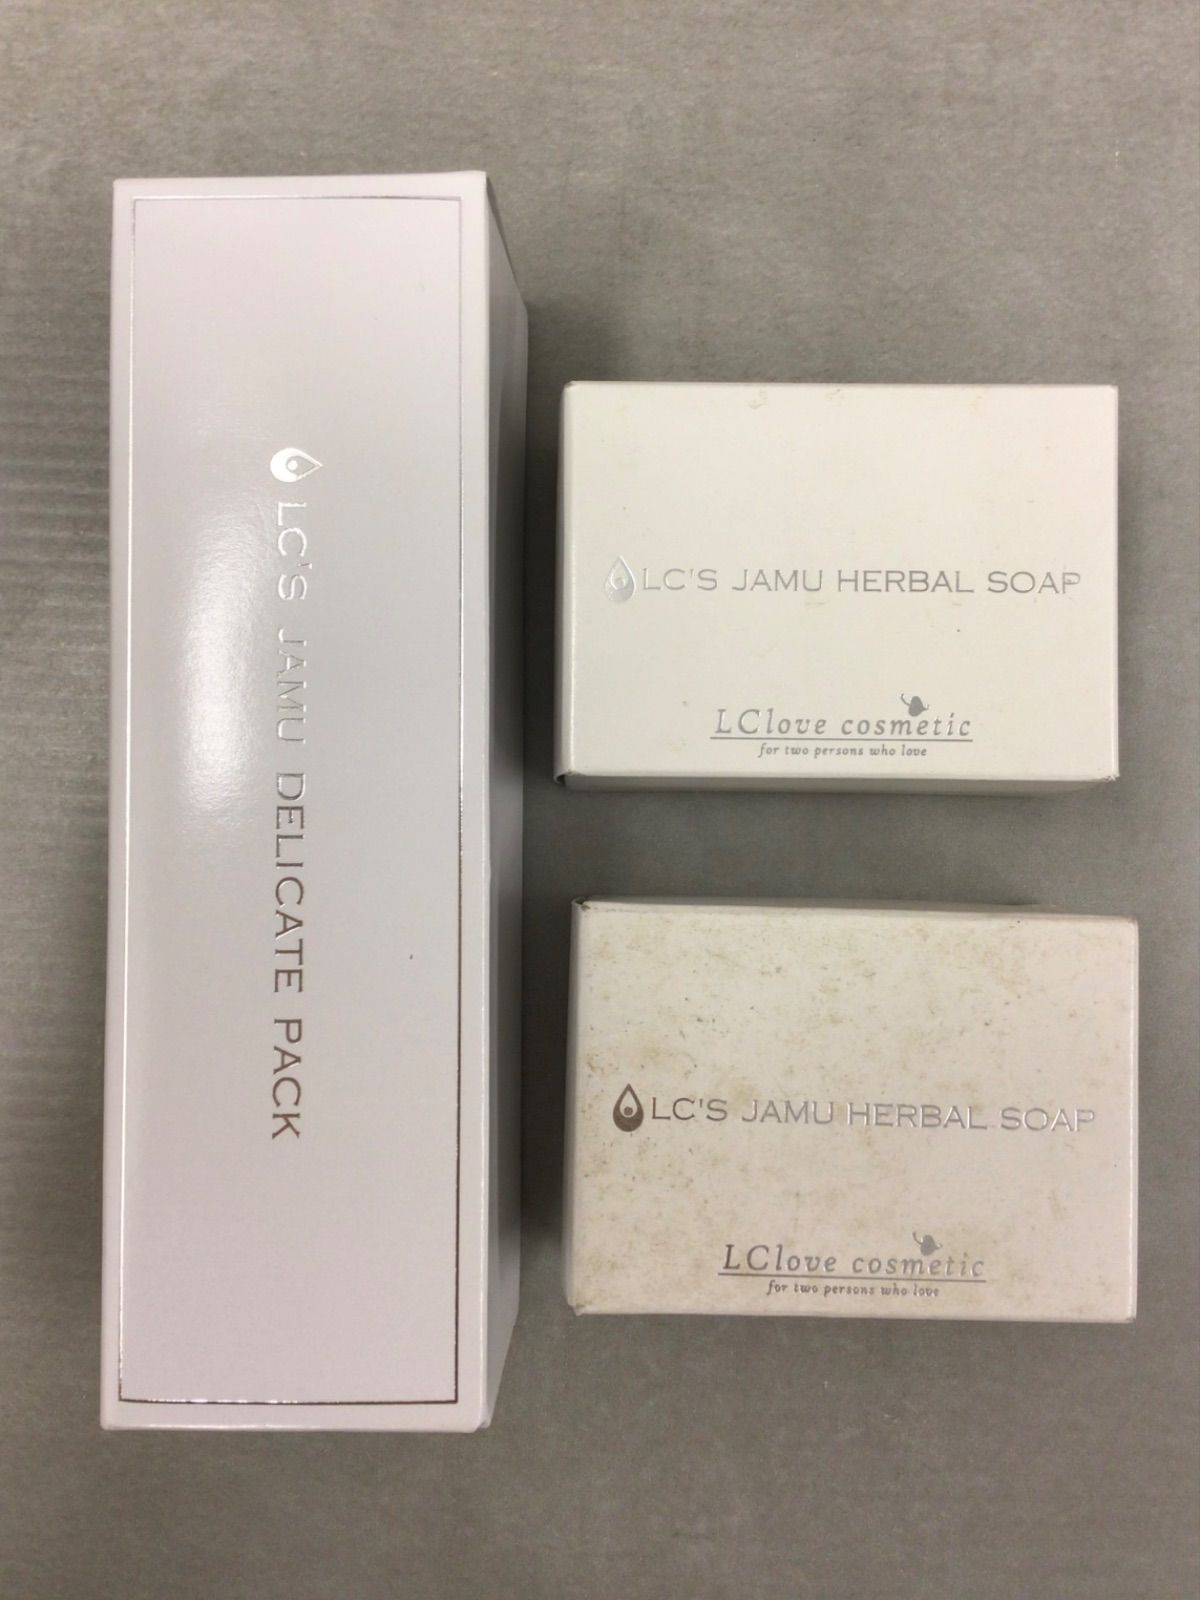 LC'S JAMU DELICATE PACK
LC'S JAMU HERBAL SOAP
LClove cosmetic
for two persons who love
LC'S JAMU HERBAL SOAP
LClove cosmetic
for two persons who love